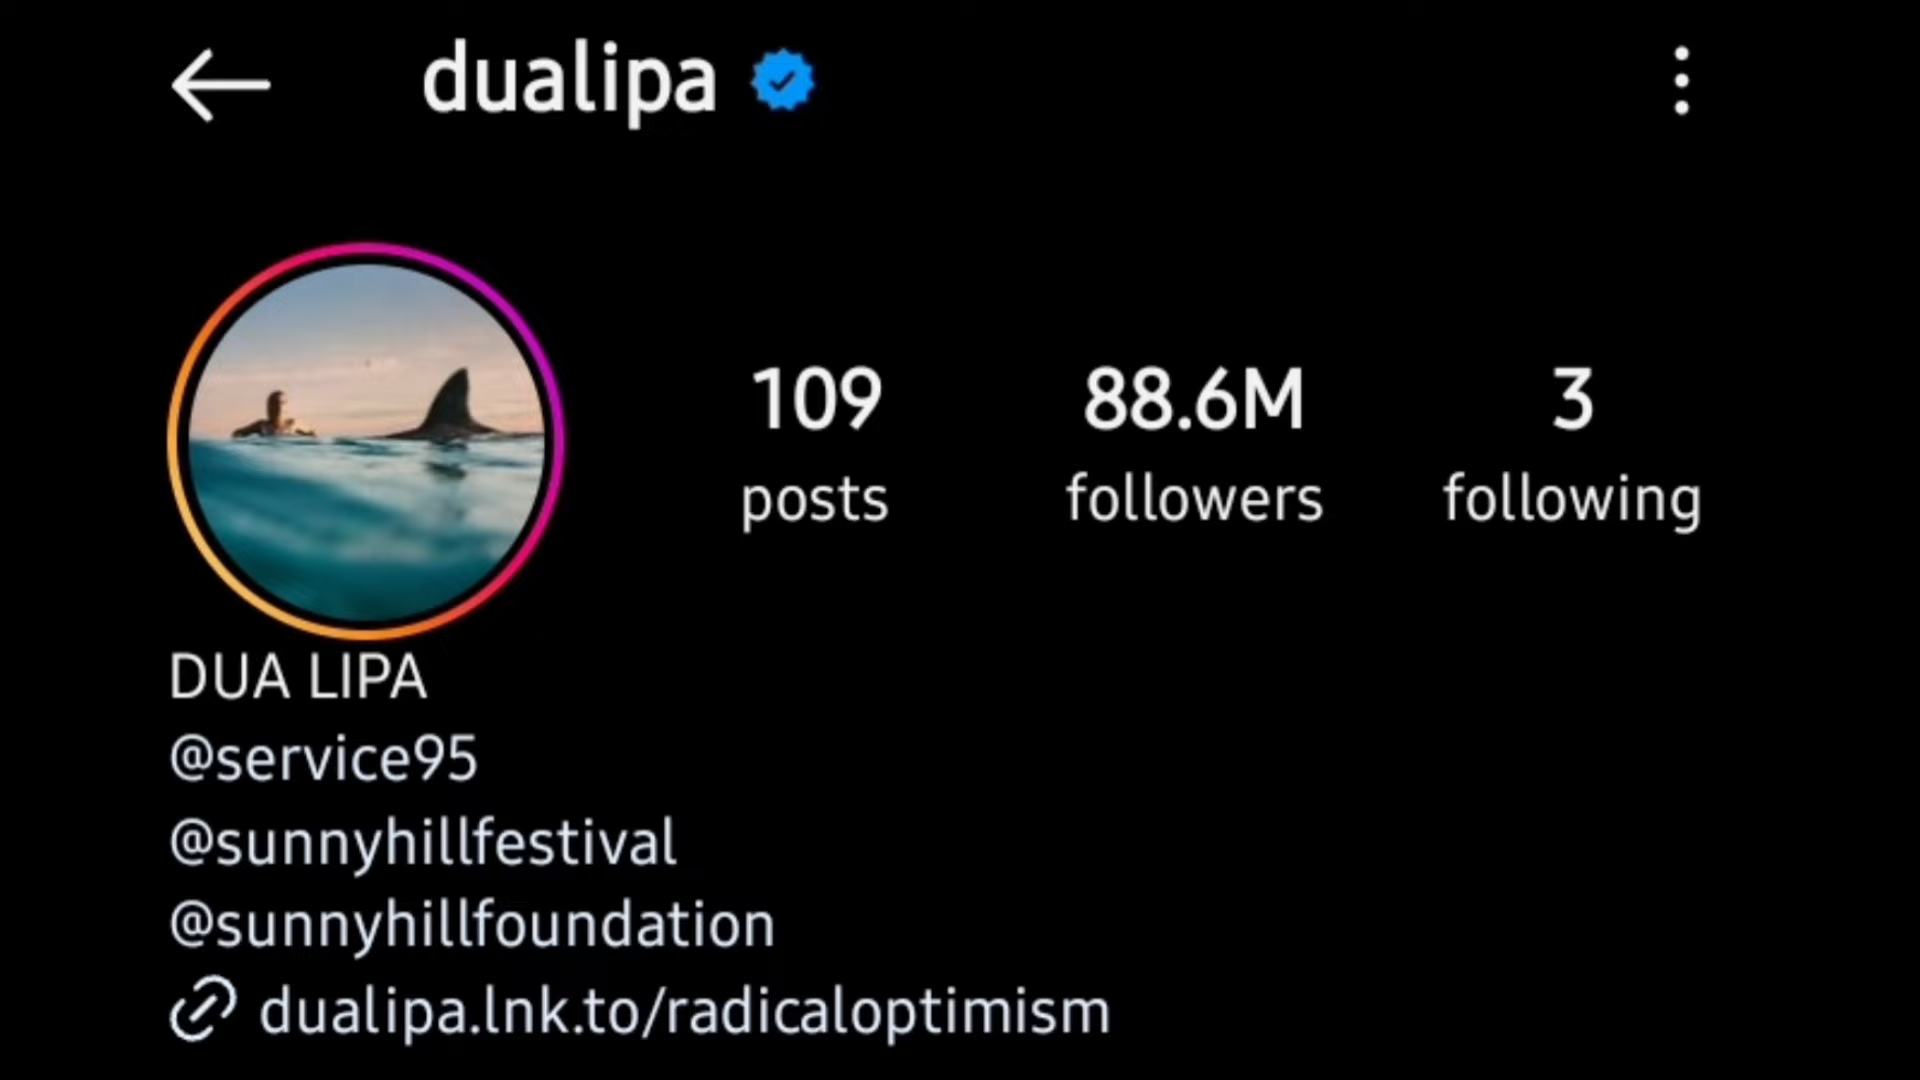 dualipa
109 88.6M 3
posts followers following
DUA LIPA
@service95
@sunnyhillfestival
@sunnyhillfoundation
dualipa.lnk.to/radicaloptimism